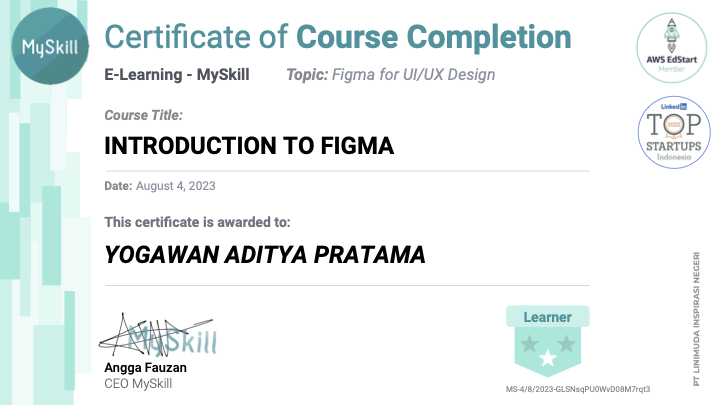 MySkill
Certificate of Course Completion
E-Learning - MySkill Topic: Figma for UI/UX Design
Course Title:
INTRODUCTION TO FIGMA
Date: August 4, 2023
This certificate is awarded to:
YOGAWAN ADITYA PRATAMA
MySkill
Angga Fauzan
CEO MySkill
Learner
MS-4/8/2023-GLSNsqPU0WvD08M7rqt3
AWS EdStart
Member
LinkedIn
TOP
2022
STARTUPS
Indonesia
PT LINIMUDA INSPIRASI NEGERI